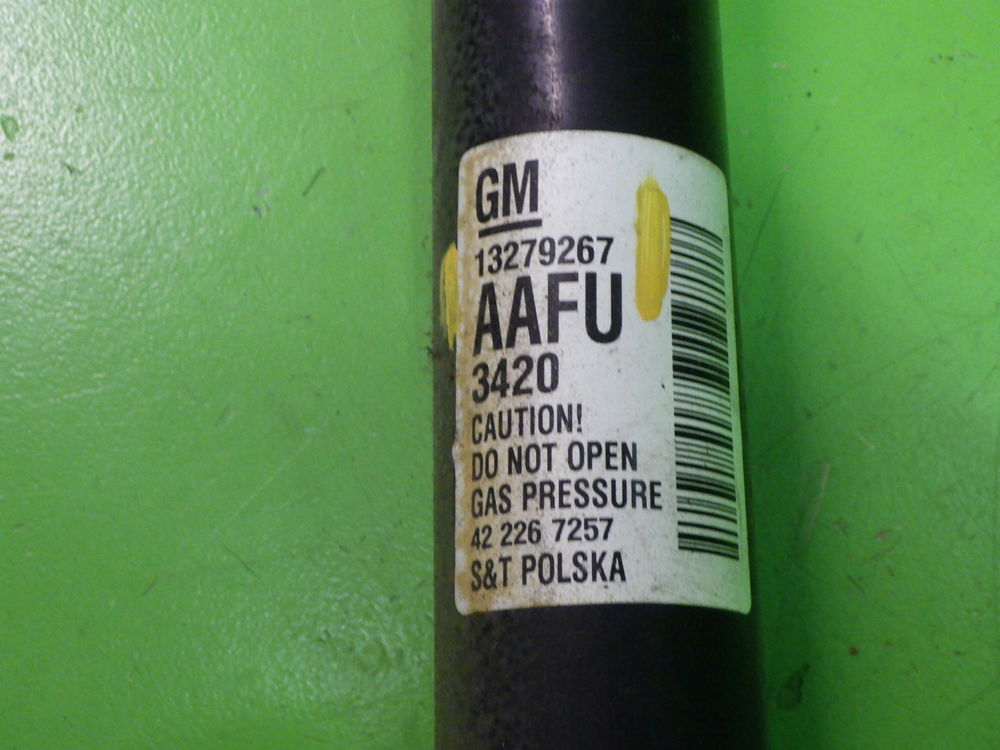 GM
13279267
AAFU
3420
CAUTION!
DO NOT OPEN
GAS PRESSURE
42 226 7257
S&T POLSKA